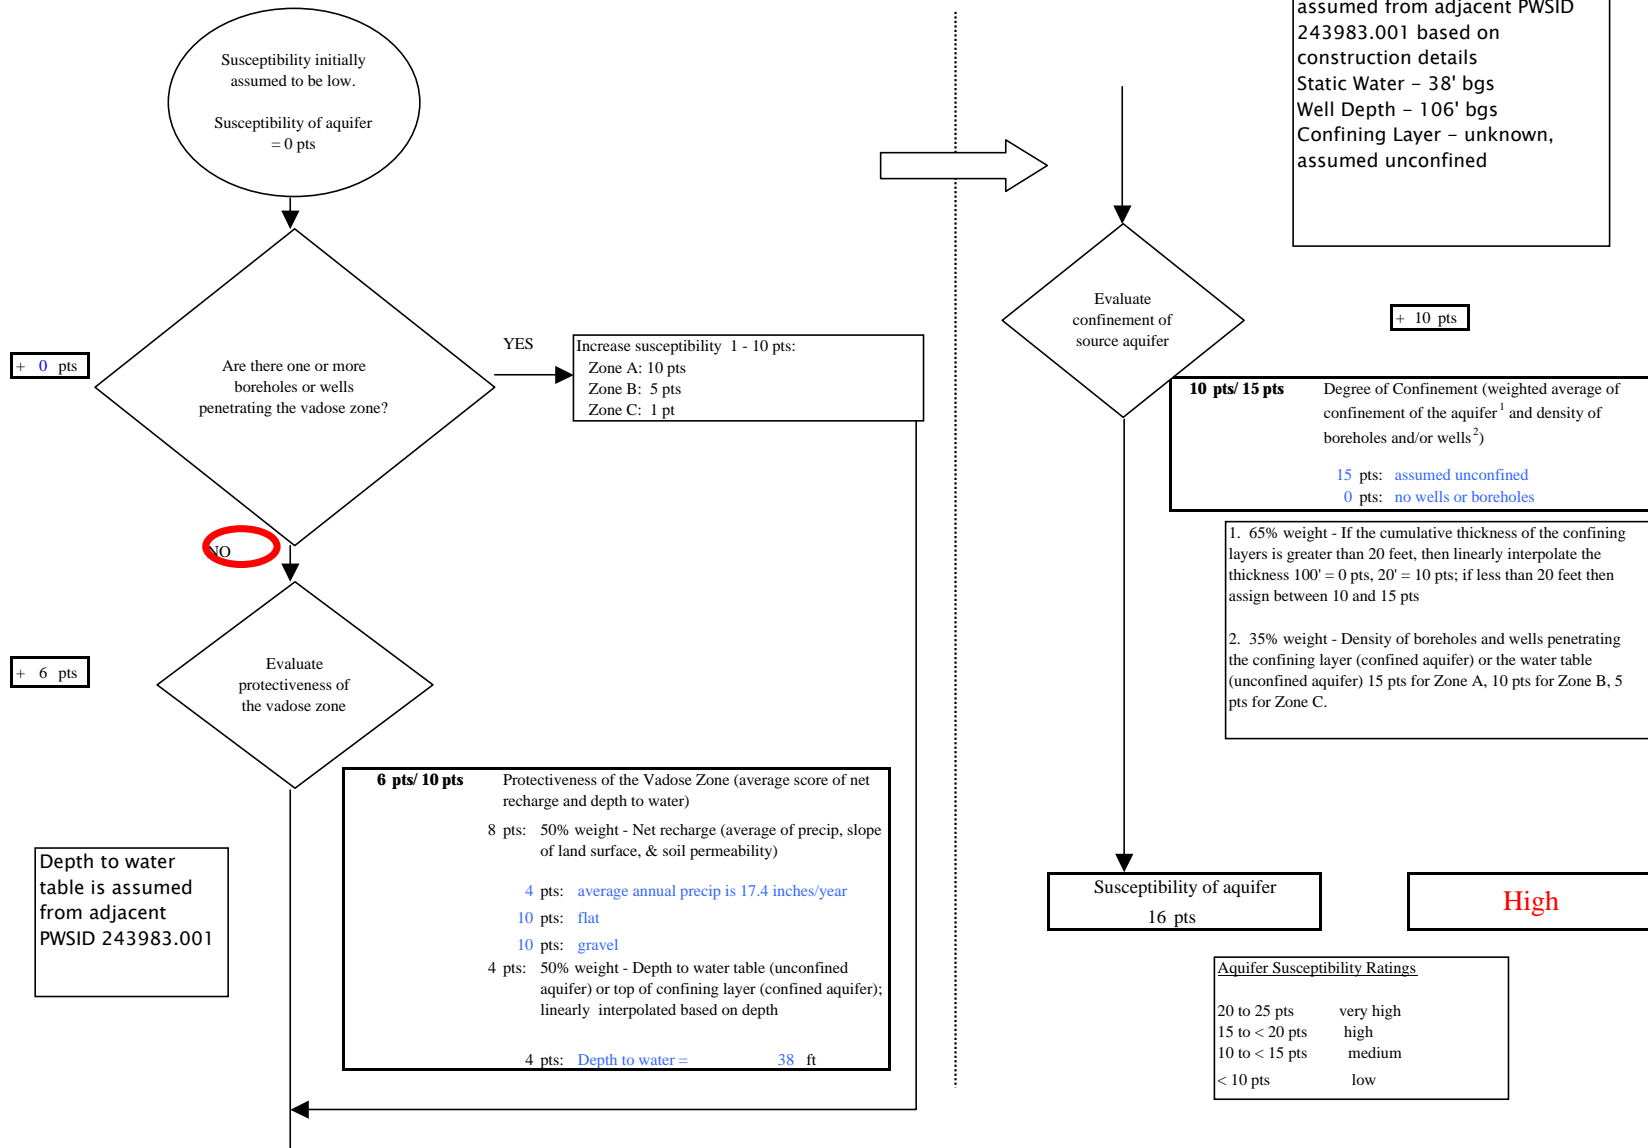 Susceptibility initially
assumed to be low.
Susceptibility of aquifer
= 0 pts
+ 0 pts
Are there one or more
boreholes or wells
penetrating the vadose zone?
YES
Increase susceptibility 1 - 10 pts:
Zone A: 10 pts
Zone B: 5 pts
Zone C: 1 pt
NO
+ 6 pts
Evaluate
protectiveness of
the vadose zone
6 pts/ 10 pts Protectiveness of the Vadose Zone (average score of net
recharge and depth to water)
8 pts: 50% weight - Net recharge (average of precip, slope
of land surface, & soil permeability)
4 pts: average annual precip is 17.4 inches/year
10 pts: flat
10 pts: gravel
4 pts: 50% weight - Depth to water table (unconfined
aquifer) or top of confining layer (confined aquifer);
linearly interpolated based on depth
4 pts: Depth to water = 38 ft
Depth to water
table is assumed
from adjacent
PWSID 243983.001
assumed from adjacent PWSID
243983.001 based on
construction details
Static Water - 38' bgs
Well Depth - 106' bgs
Confining Layer - unknown,
assumed unconfined
Evaluate
confinement of
source aquifer
+ 10 pts
10 pts/ 15 pts Degree of Confinement (weighted average of
confinement of the aquifer1 and density of
boreholes and/or wells2)
15 pts: assumed unconfined
0 pts: no wells or boreholes
1. 65% weight - If the cumulative thickness of the confining
layers is greater than 20 feet, then linearly interpolate the
thickness 100' = 0 pts, 20' = 10 pts; if less than 20 feet then
assign between 10 and 15 pts
2. 35% weight - Density of boreholes and wells penetrating
the confining layer (confined aquifer) or the water table
(unconfined aquifer) 15 pts for Zone A, 10 pts for Zone B, 5
pts for Zone C.
Susceptibility of aquifer
16 pts
High
Aquifer Susceptibility Ratings
20 to 25 pts very high
15 to < 20 pts high
10 to < 15 pts medium
< 10 pts low